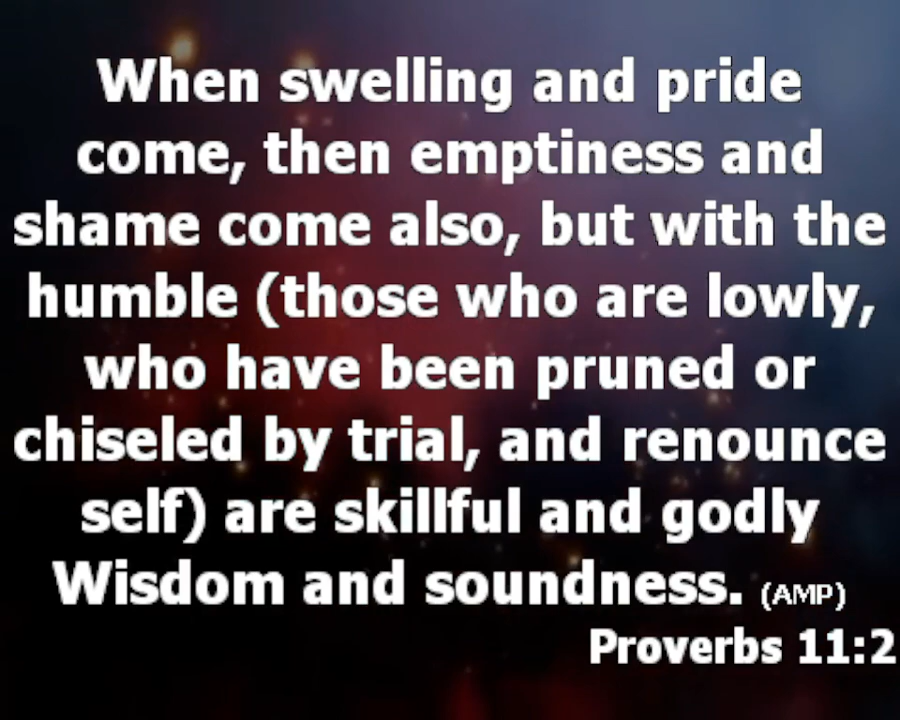 When swelling and pride
come, then emptiness and
shame come also, but with the
humble (those who are lowly,
who have been pruned or
chiseled by trial, and renounce
self) are skillful and godly
Wisdom and soundness. (AMP)
Proverbs 11:2